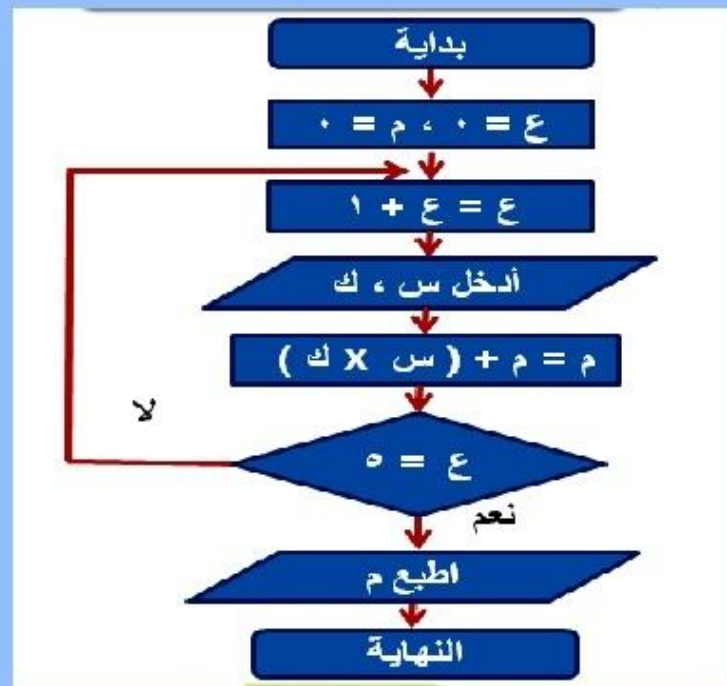 بداية
ع = ٠ ، م = ٠
ع = ع + ١
أدخل س ، ك
م = م + ( س X ك )
لا
ع = ٥
نعم
اطبع م
النهاية